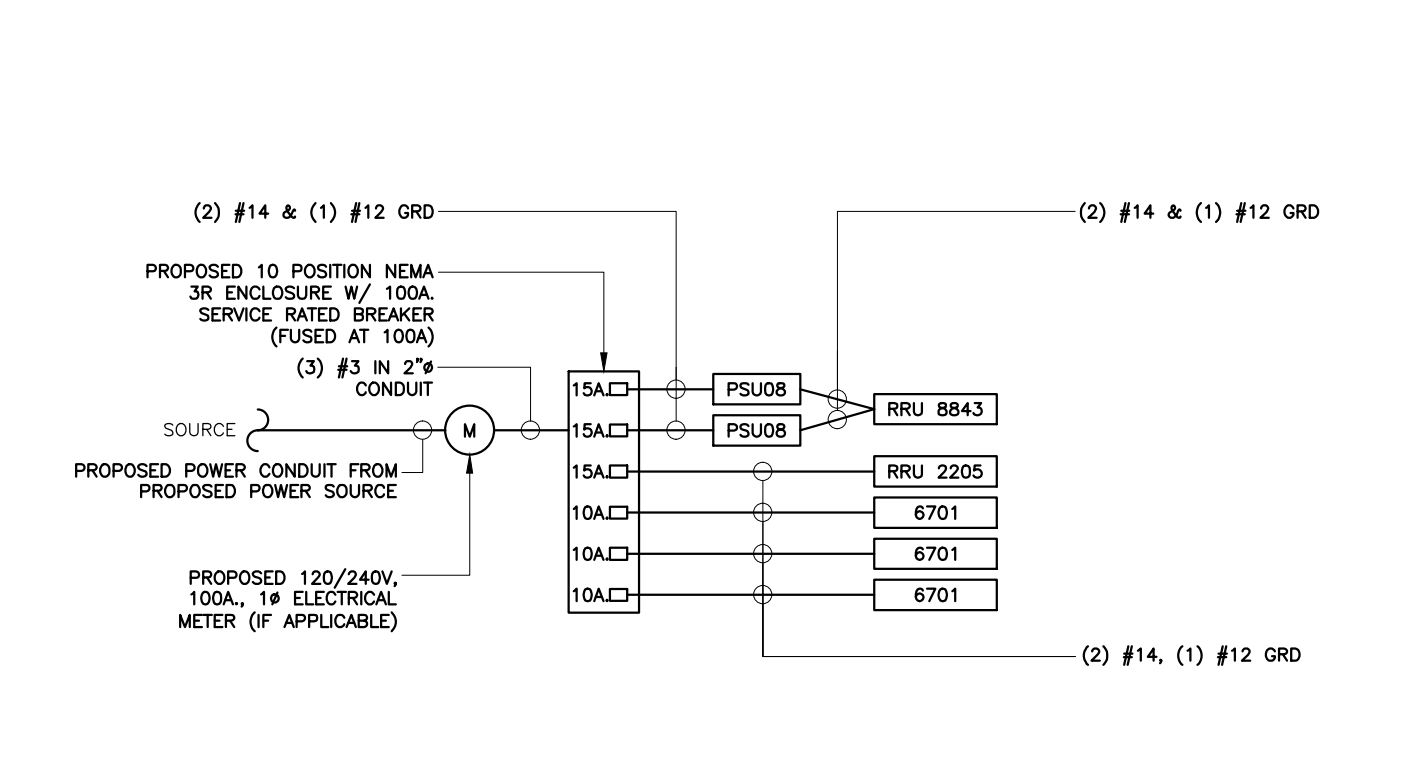 (2) #14 & (1) #12 GRD
(2) #14 & (1) #12 GRD
PROPOSED 10 POSITION NEMA
3R ENCLOSURE W/ 100A.
SERVICE RATED BREAKER
(FUSED AT 100A)
(3) #3 IN 2"ø
CONDUIT
15A.
PSU08
RRU 8843
SOURCE
M
15A.
PSU08
PROPOSED POWER CONDUIT FROM
PROPOSED POWER SOURCE
15A.
RRU 2205
10A.
6701
10A.
6701
PROPOSED 120/240V,
100A., 1ø ELECTRICAL
METER (IF APPLICABLE)
10A.
6701
(2) #14, (1) #12 GRD